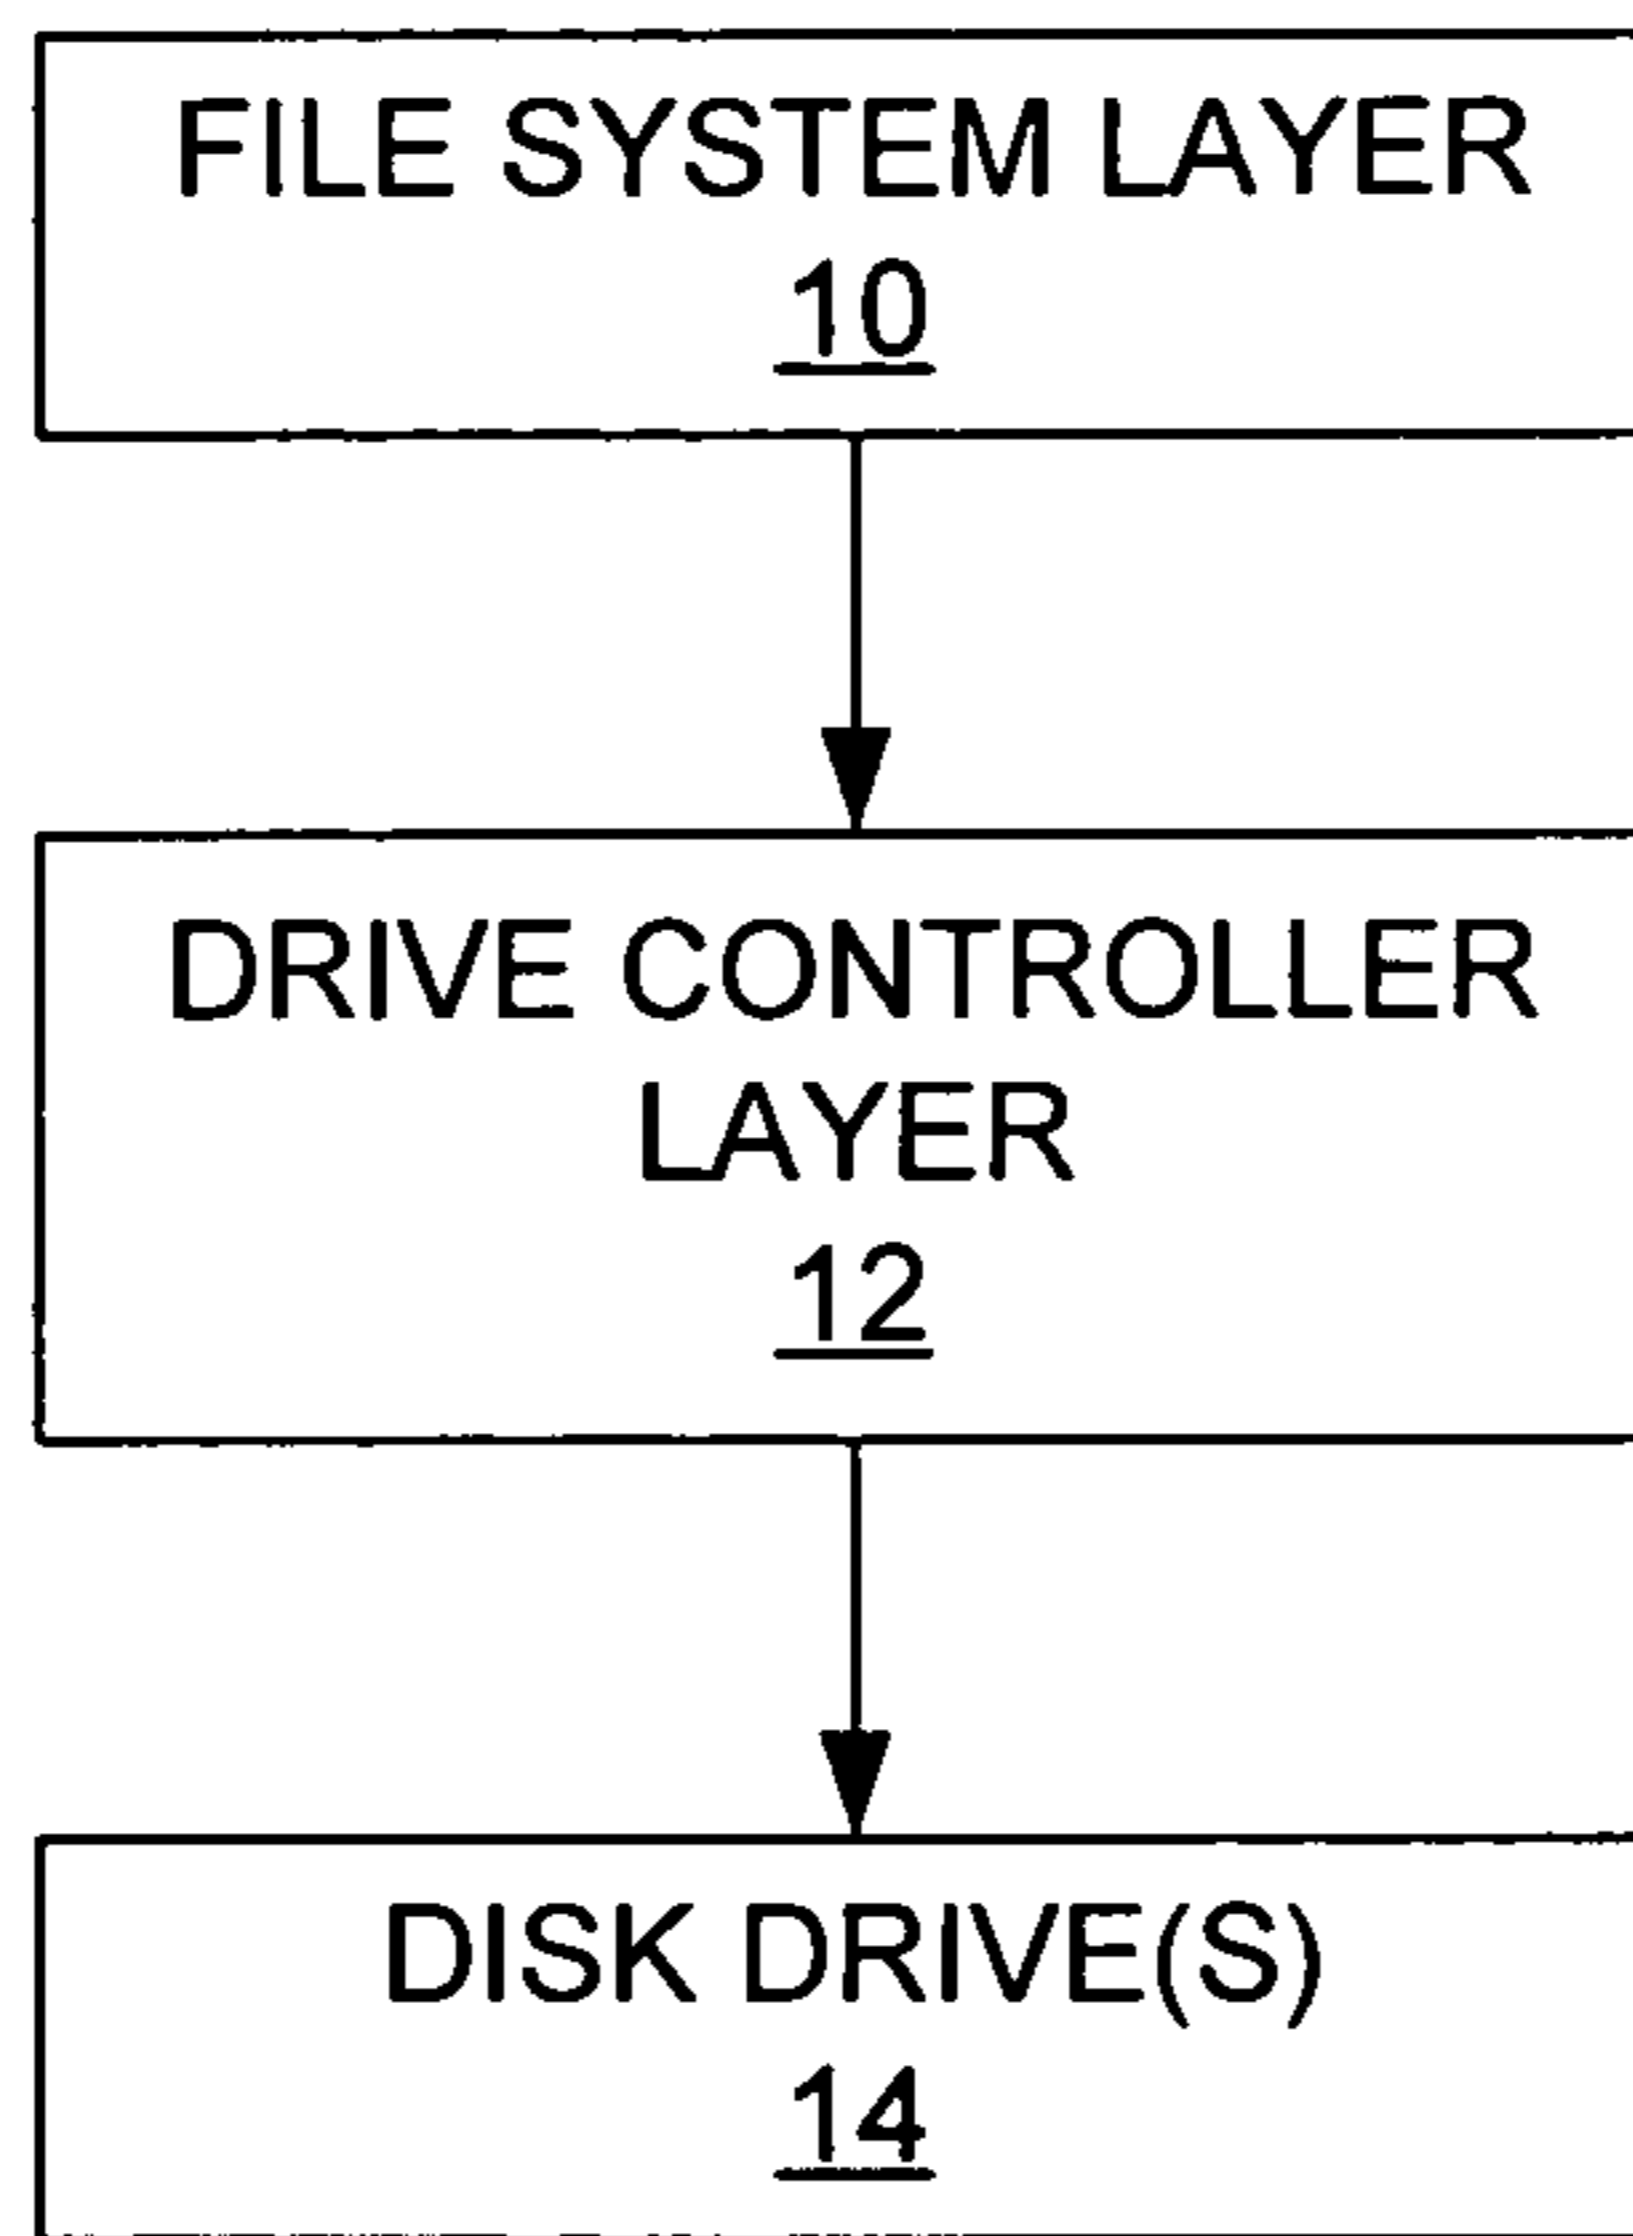 FILE SYSTEM LAYER
10
DRIVE CONTROLLER
LAYER
12
DISK DRIVE(S)
14